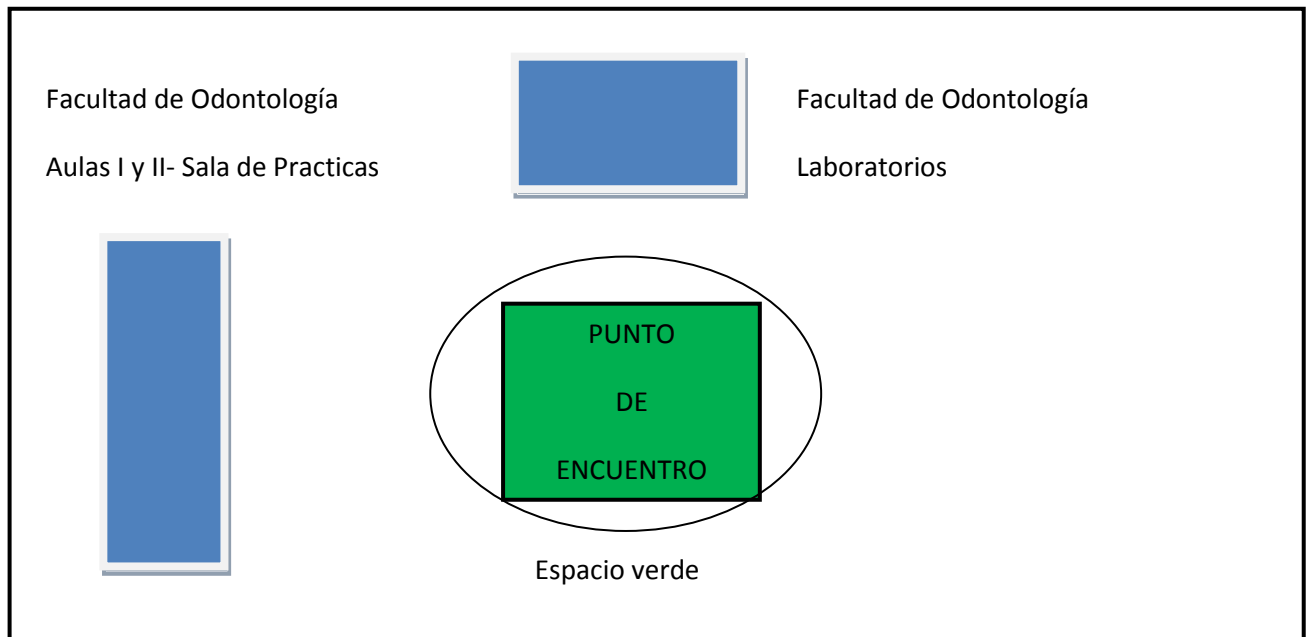 Facultad de Odontología
Aulas I y II- Sala de Practicas
Facultad de Odontología
Laboratorios
PUNTO
DE
ENCUENTRO
Espacio verde